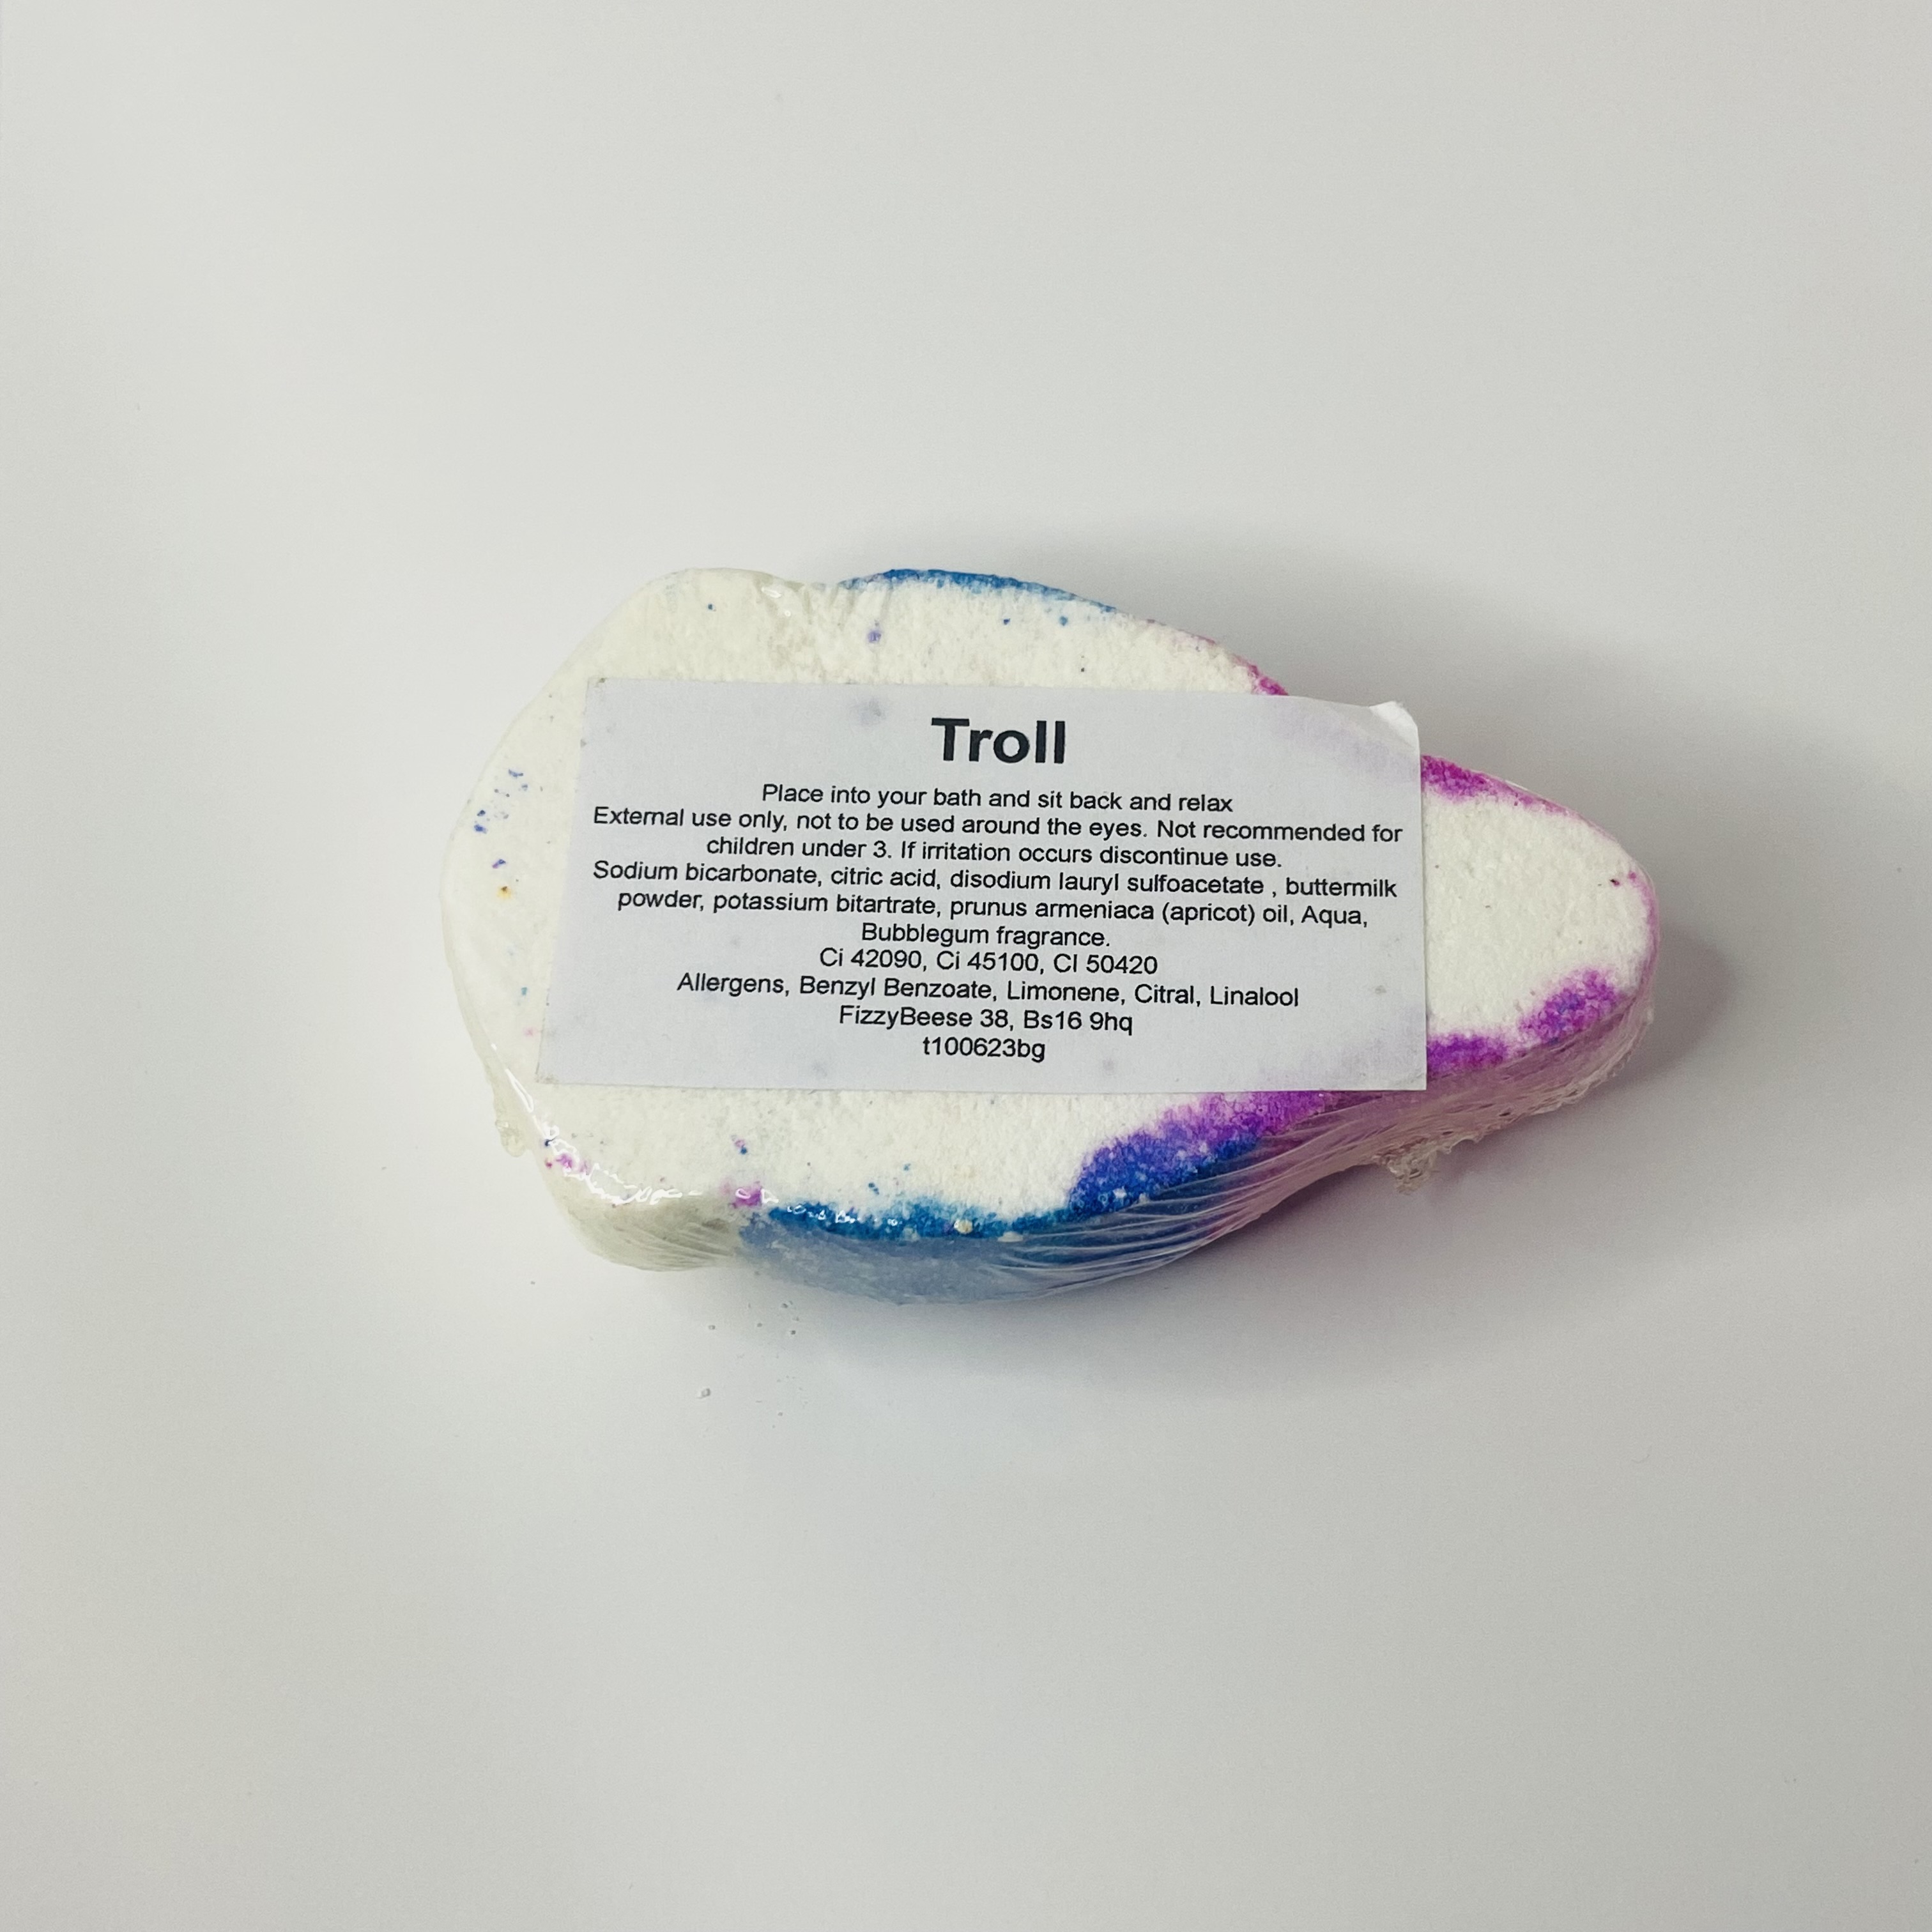 Troll
Place into your bath and sit back and relax
External use only, not to be used around the eyes. Not recommended for
children under 3. If irritation occurs discontinue use.
Sodium bicarbonate, citric acid, disodium lauryl sulfoacetate , buttermilk
powder, potassium bitartrate, prunus armeniaca (apricot) oil, Aqua,
Bubblegum fragrance.
Ci 42090, Ci 45100, CI 50420
Allergens, Benzyl Benzoate, Limonene, Citral, Linalool
FizzyBeese 38, Bs16 9hq
t100623bg